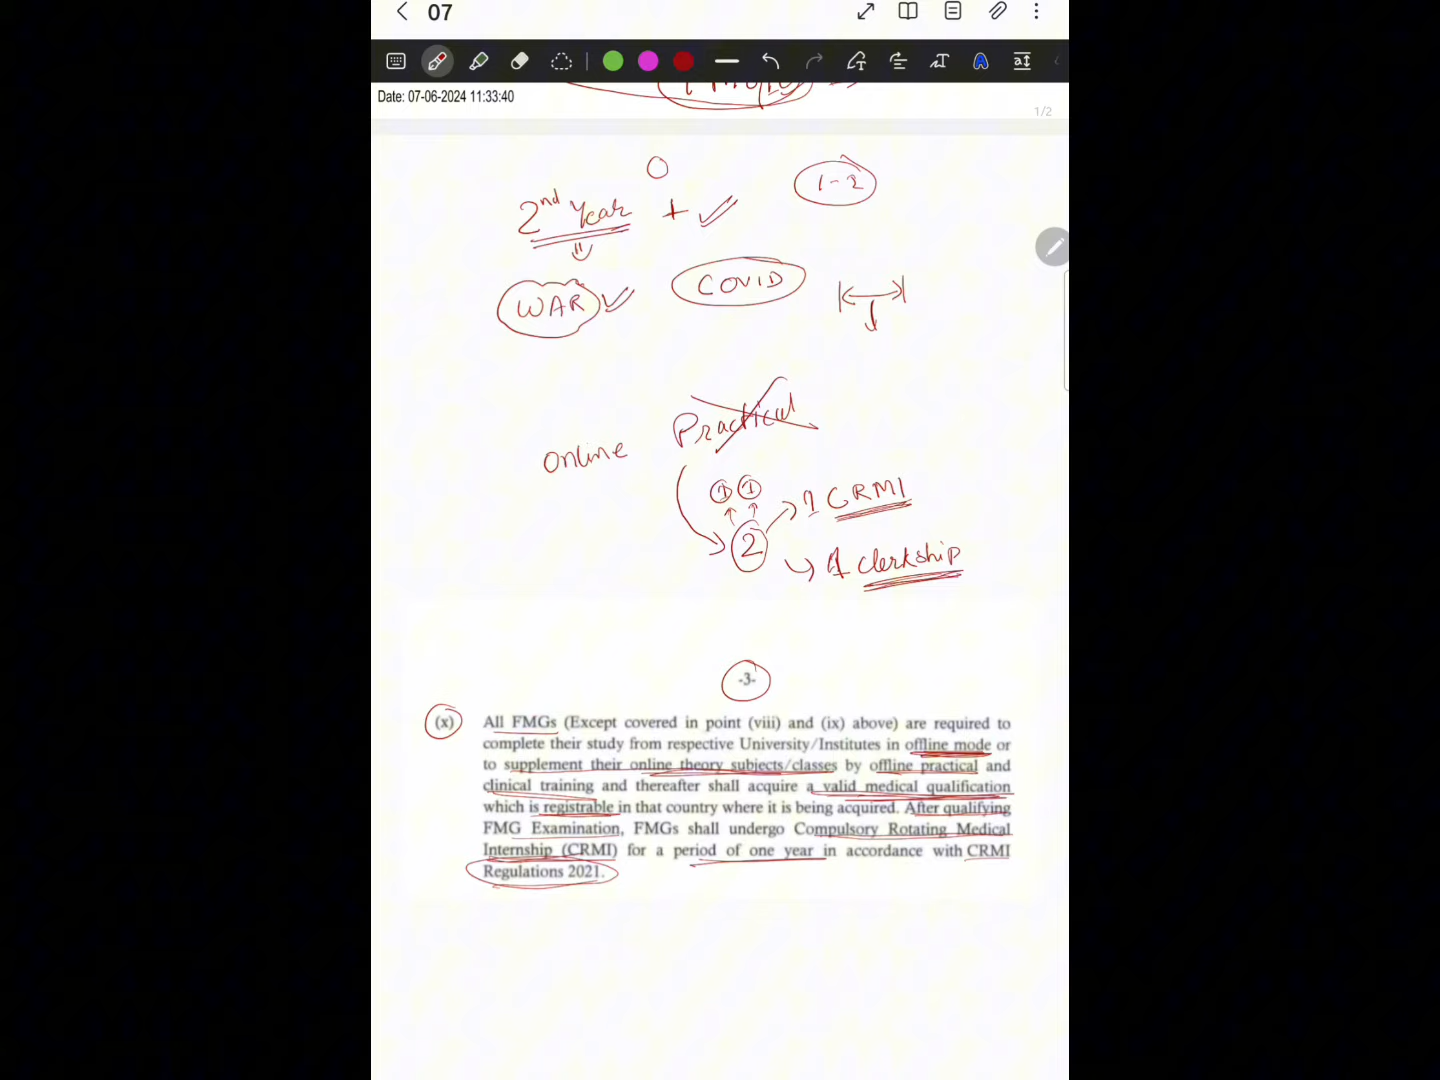 07
Date: 07-06-2024 11:33:40
1/2
1-2
2nd Year + ✓
WAR ✓ COVID
Practical
Online
1 1
1 CRMI
2
1 clerkship
-3-
(x) All FMGs (Except covered in point (viii) and (ix) above) are required to
complete their study from respective University/Institutes in offline mode or
to supplement their online theory subjects/classes by offline practical and
clinical training and thereafter shall acquire a valid medical qualification
which is registrable in that country where it is being acquired. After qualifying
FMG Examination, FMGs shall undergo Compulsory Rotating Medical
Internship (CRMI) for a period of one year in accordance with CRMI
Regulations 2021.